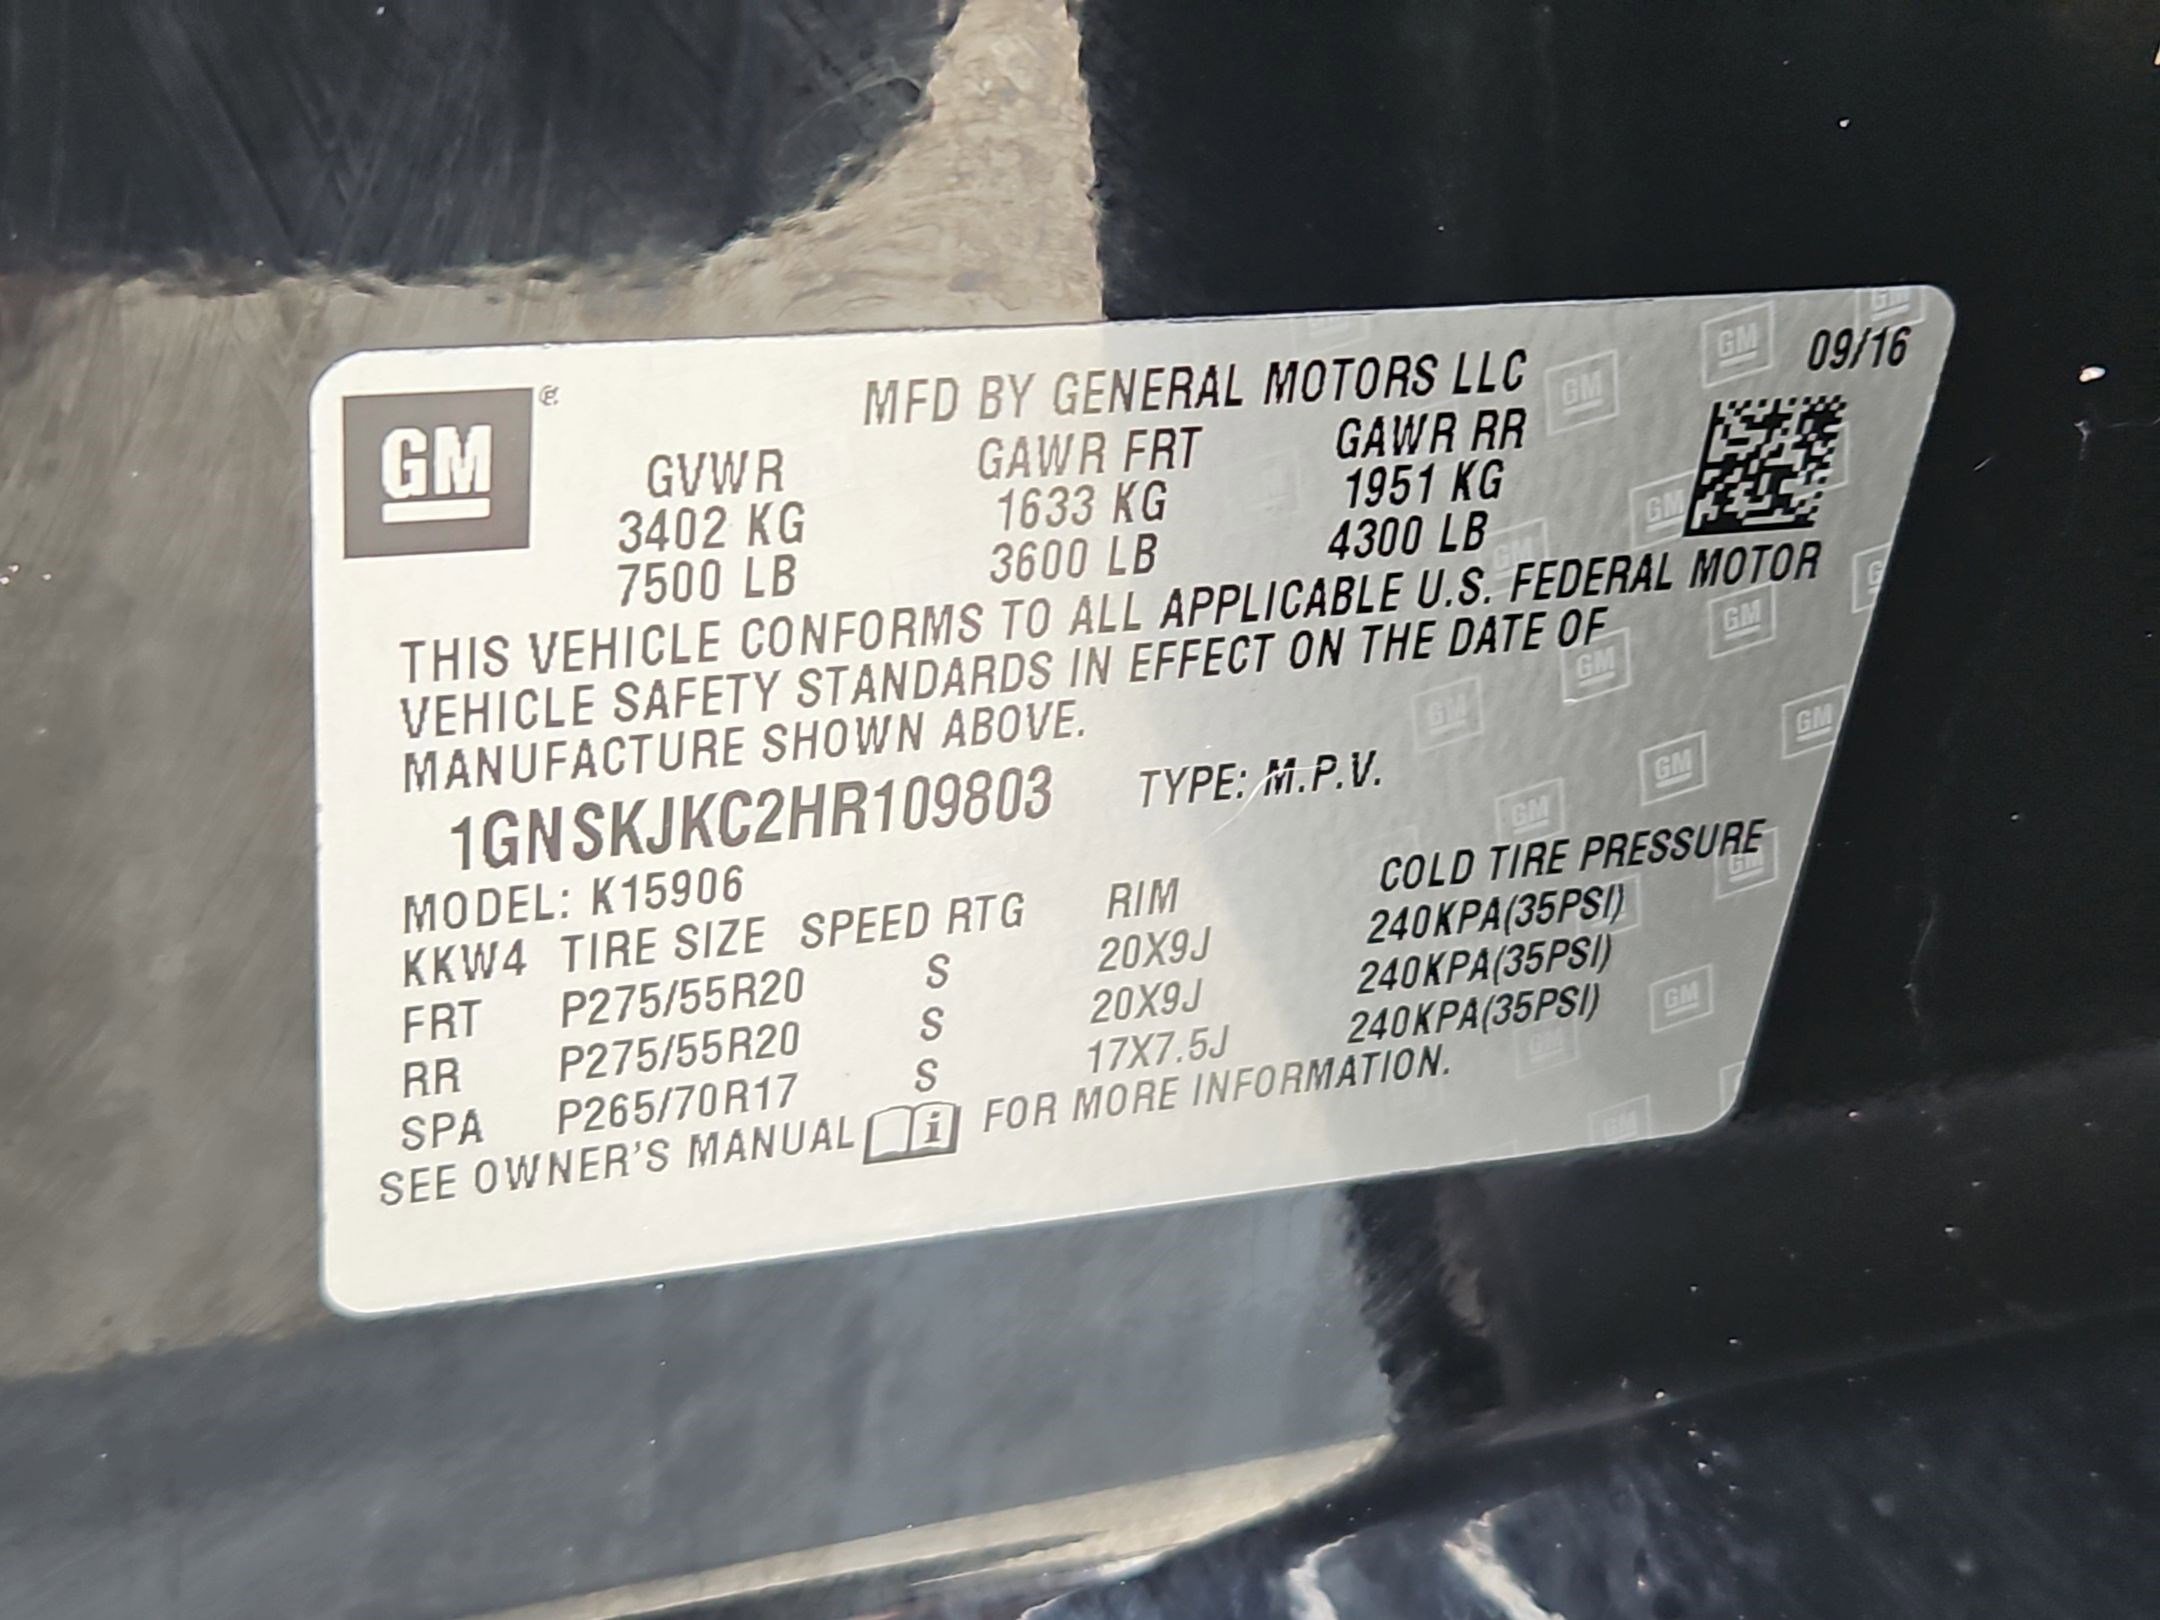 09/16
MFD BY GENERAL MOTORS LLC
GM
GVWR GAWR FRT GAWR RR
3402 KG 1633 KG 1951 KG
7500 LB 3600 LB 4300 LB
THIS VEHICLE CONFORMS TO ALL APPLICABLE U.S. FEDERAL MOTOR
VEHICLE SAFETY STANDARDS IN EFFECT ON THE DATE OF
MANUFACTURE SHOWN ABOVE.
1GNSKJKC2HR109803 TYPE: M.P.V.
MODEL: K15906
KKW4 TIRE SIZE SPEED RTG RIM COLD TIRE PRESSURE
FRT P275/55R20 S 20X9J 240KPA(35PSI)
RR P275/55R20 S 20X9J 240KPA(35PSI)
SPA P265/70R17 S 17X7.5J 240KPA(35PSI)
SEE OWNER'S MANUAL i FOR MORE INFORMATION.